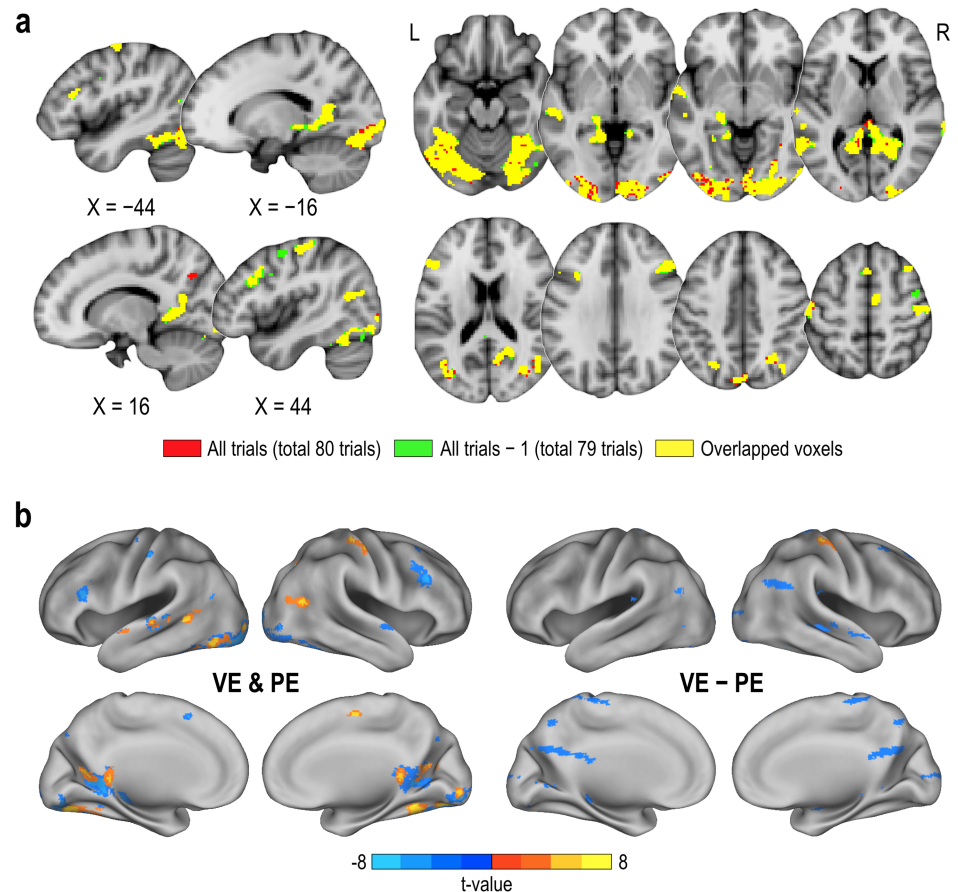 a
L
R
X = −44
X = −16
X = 16
X = 44
All trials (total 80 trials)
All trials − 1 (total 79 trials)
Overlapped voxels
b
VE & PE
VE − PE
-8
8
t-value